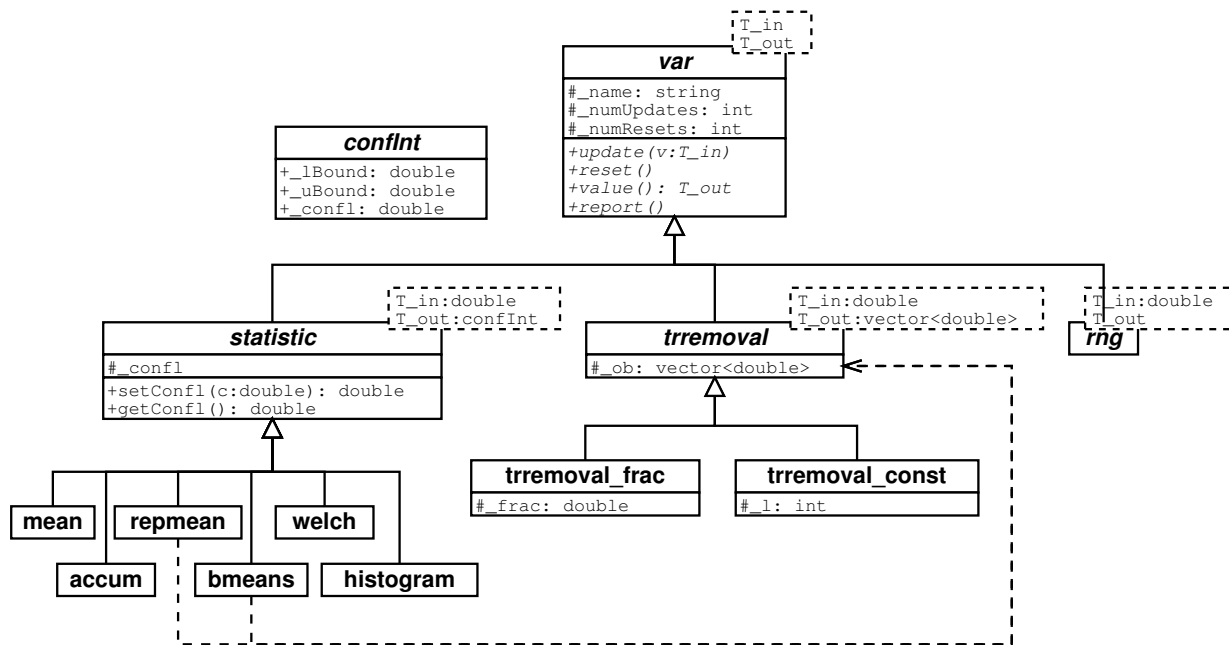 T_in
T_out
var
#_name: string
#_numUpdates: int
#_numResets: int
+update(v:T_in)
+reset()
+value(): T_out
+report()
confInt
+_lBound: double
+_uBound: double
+_confl: double
T_in:double
T_out:confInt
statistic
#_confl
+setConfl(c:double): double
+getConfl(): double
T_in:double
T_out:vector<double>
trremoval
#_ob: vector<double>
T_in:double
T_out
rng
trremoval_frac
#_frac: double
trremoval_const
#_l: int
mean
repmean
welch
accum
bmeans
histogram